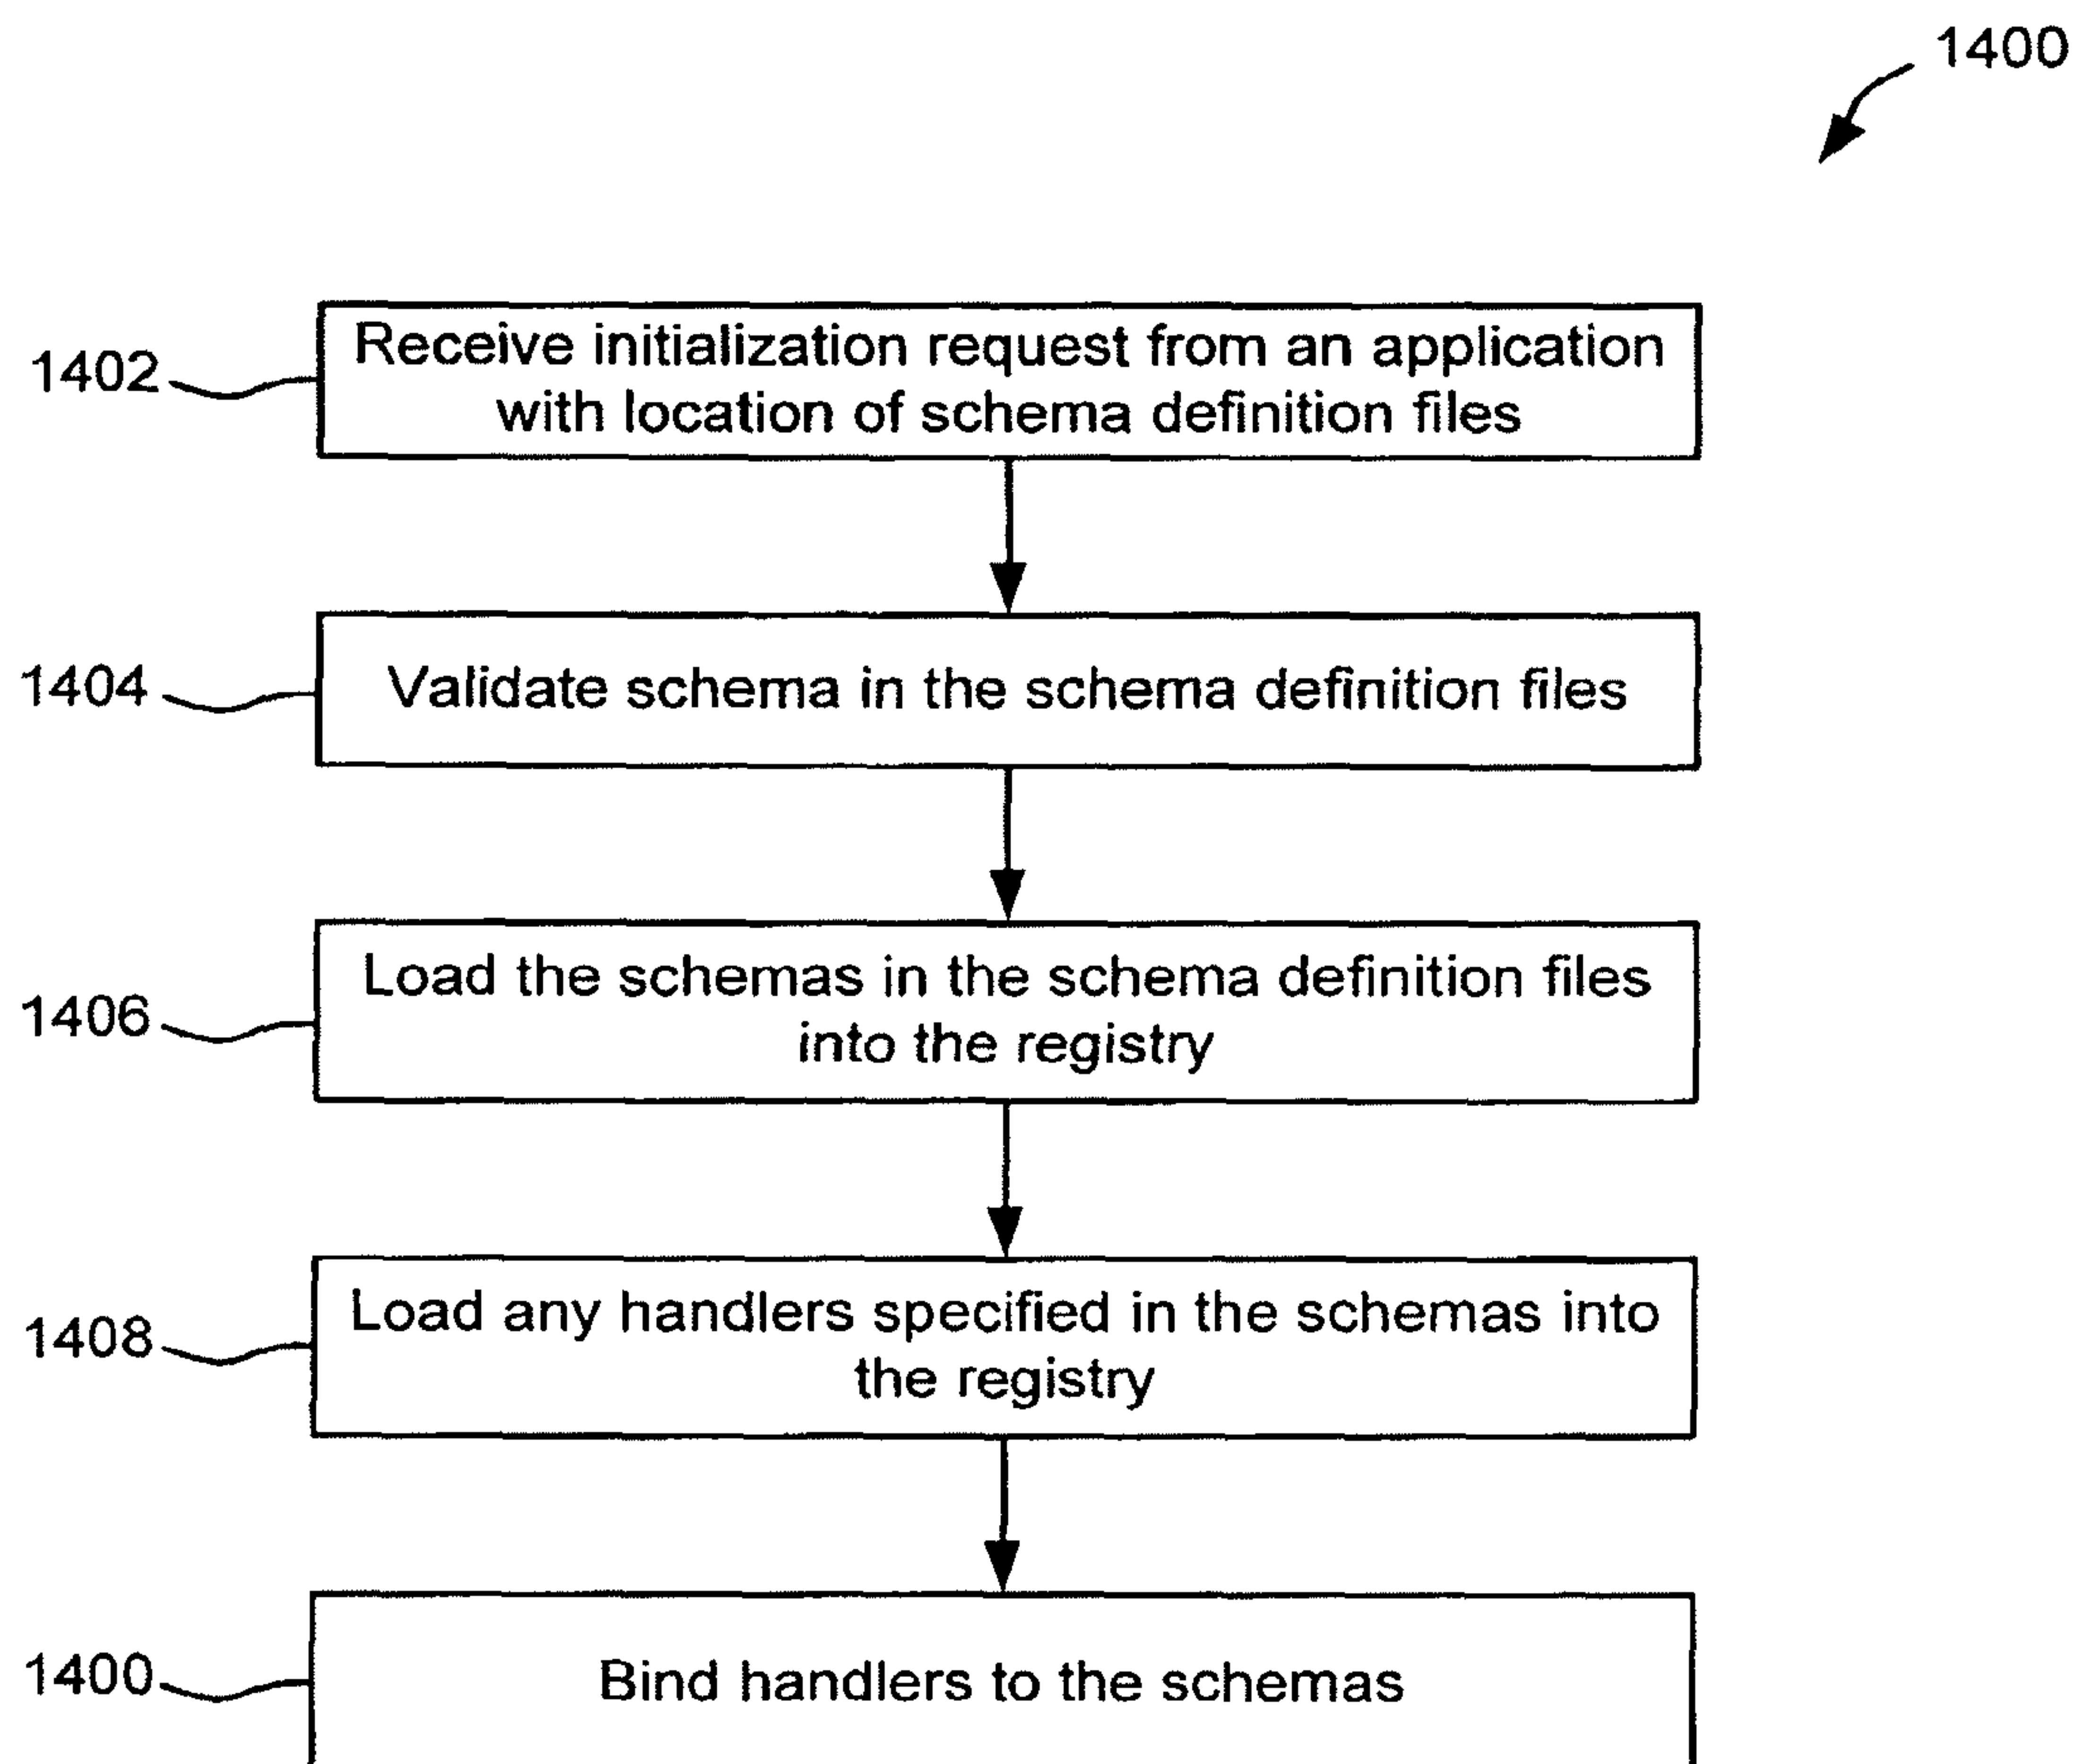 1400
1402
Receive initialization request from an application
with location of schema definition files
1404
Validate schema in the schema definition files
1406
Load the schemas in the schema definition files
into the registry
1408
Load any handlers specified in the schemas into
the registry
1400
Bind handlers to the schemas